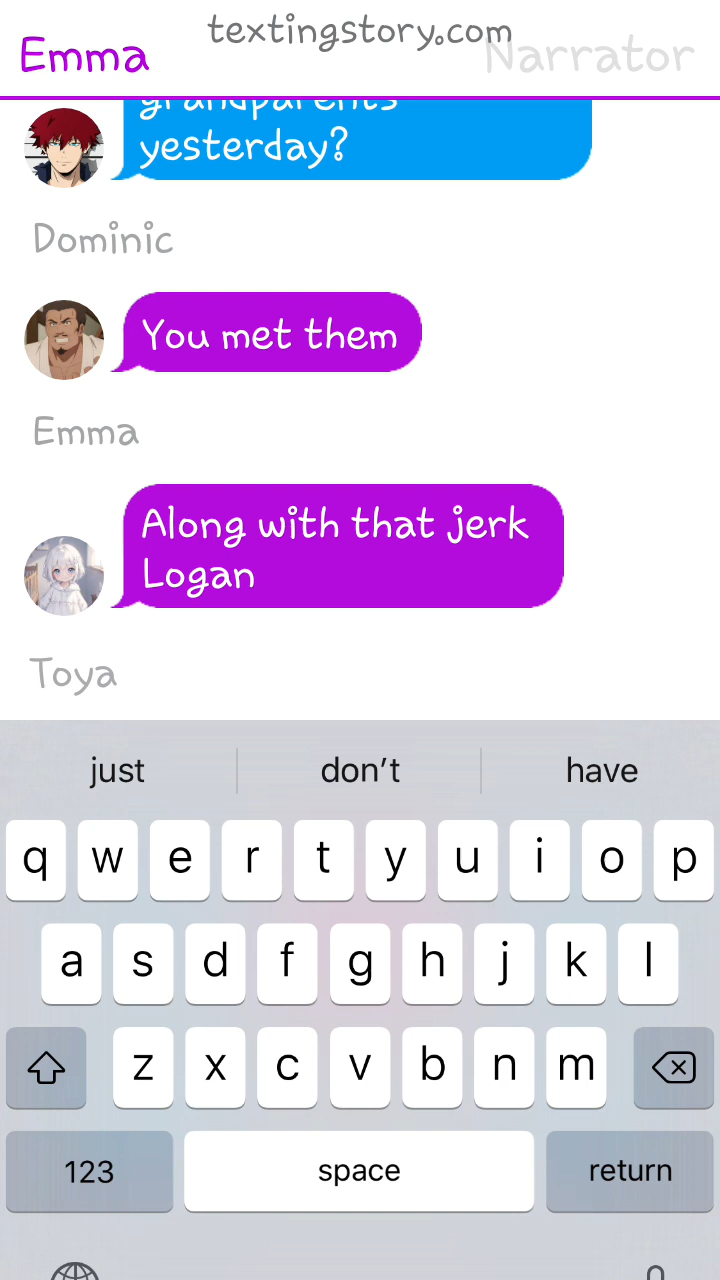 textingstory.com
Emma
Narrator
grandparents
yesterday?
Dominic
You met them
Emma
Along with that jerk
Logan
Toya
just don't have
q w e r t y u i o p
a s d f g h j k l
z x c v b n m
123 space return